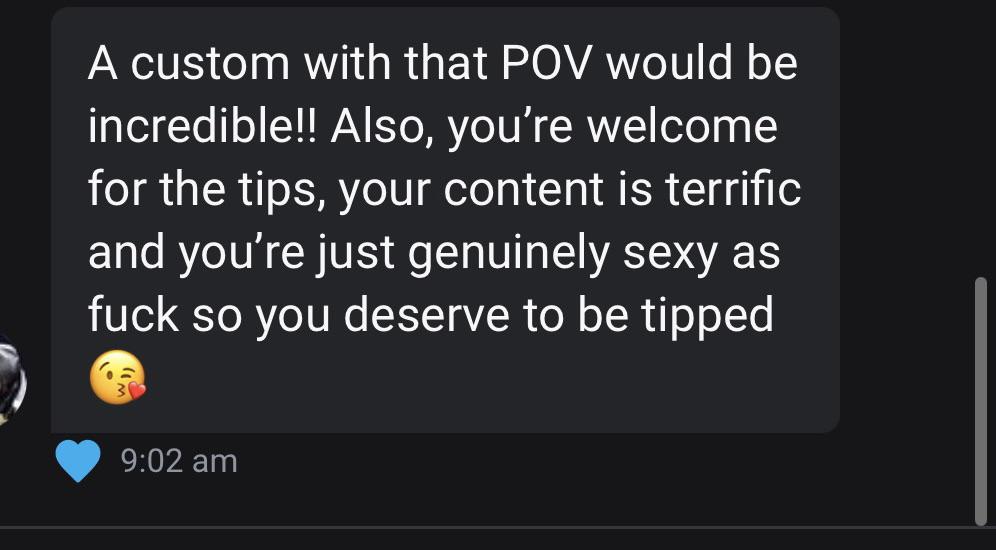 A custom with that POV would be
incredible!! Also, you’re welcome
for the tips, your content is terrific
and you’re just genuinely sexy as
fuck so you deserve to be tipped
😘
9:02 am